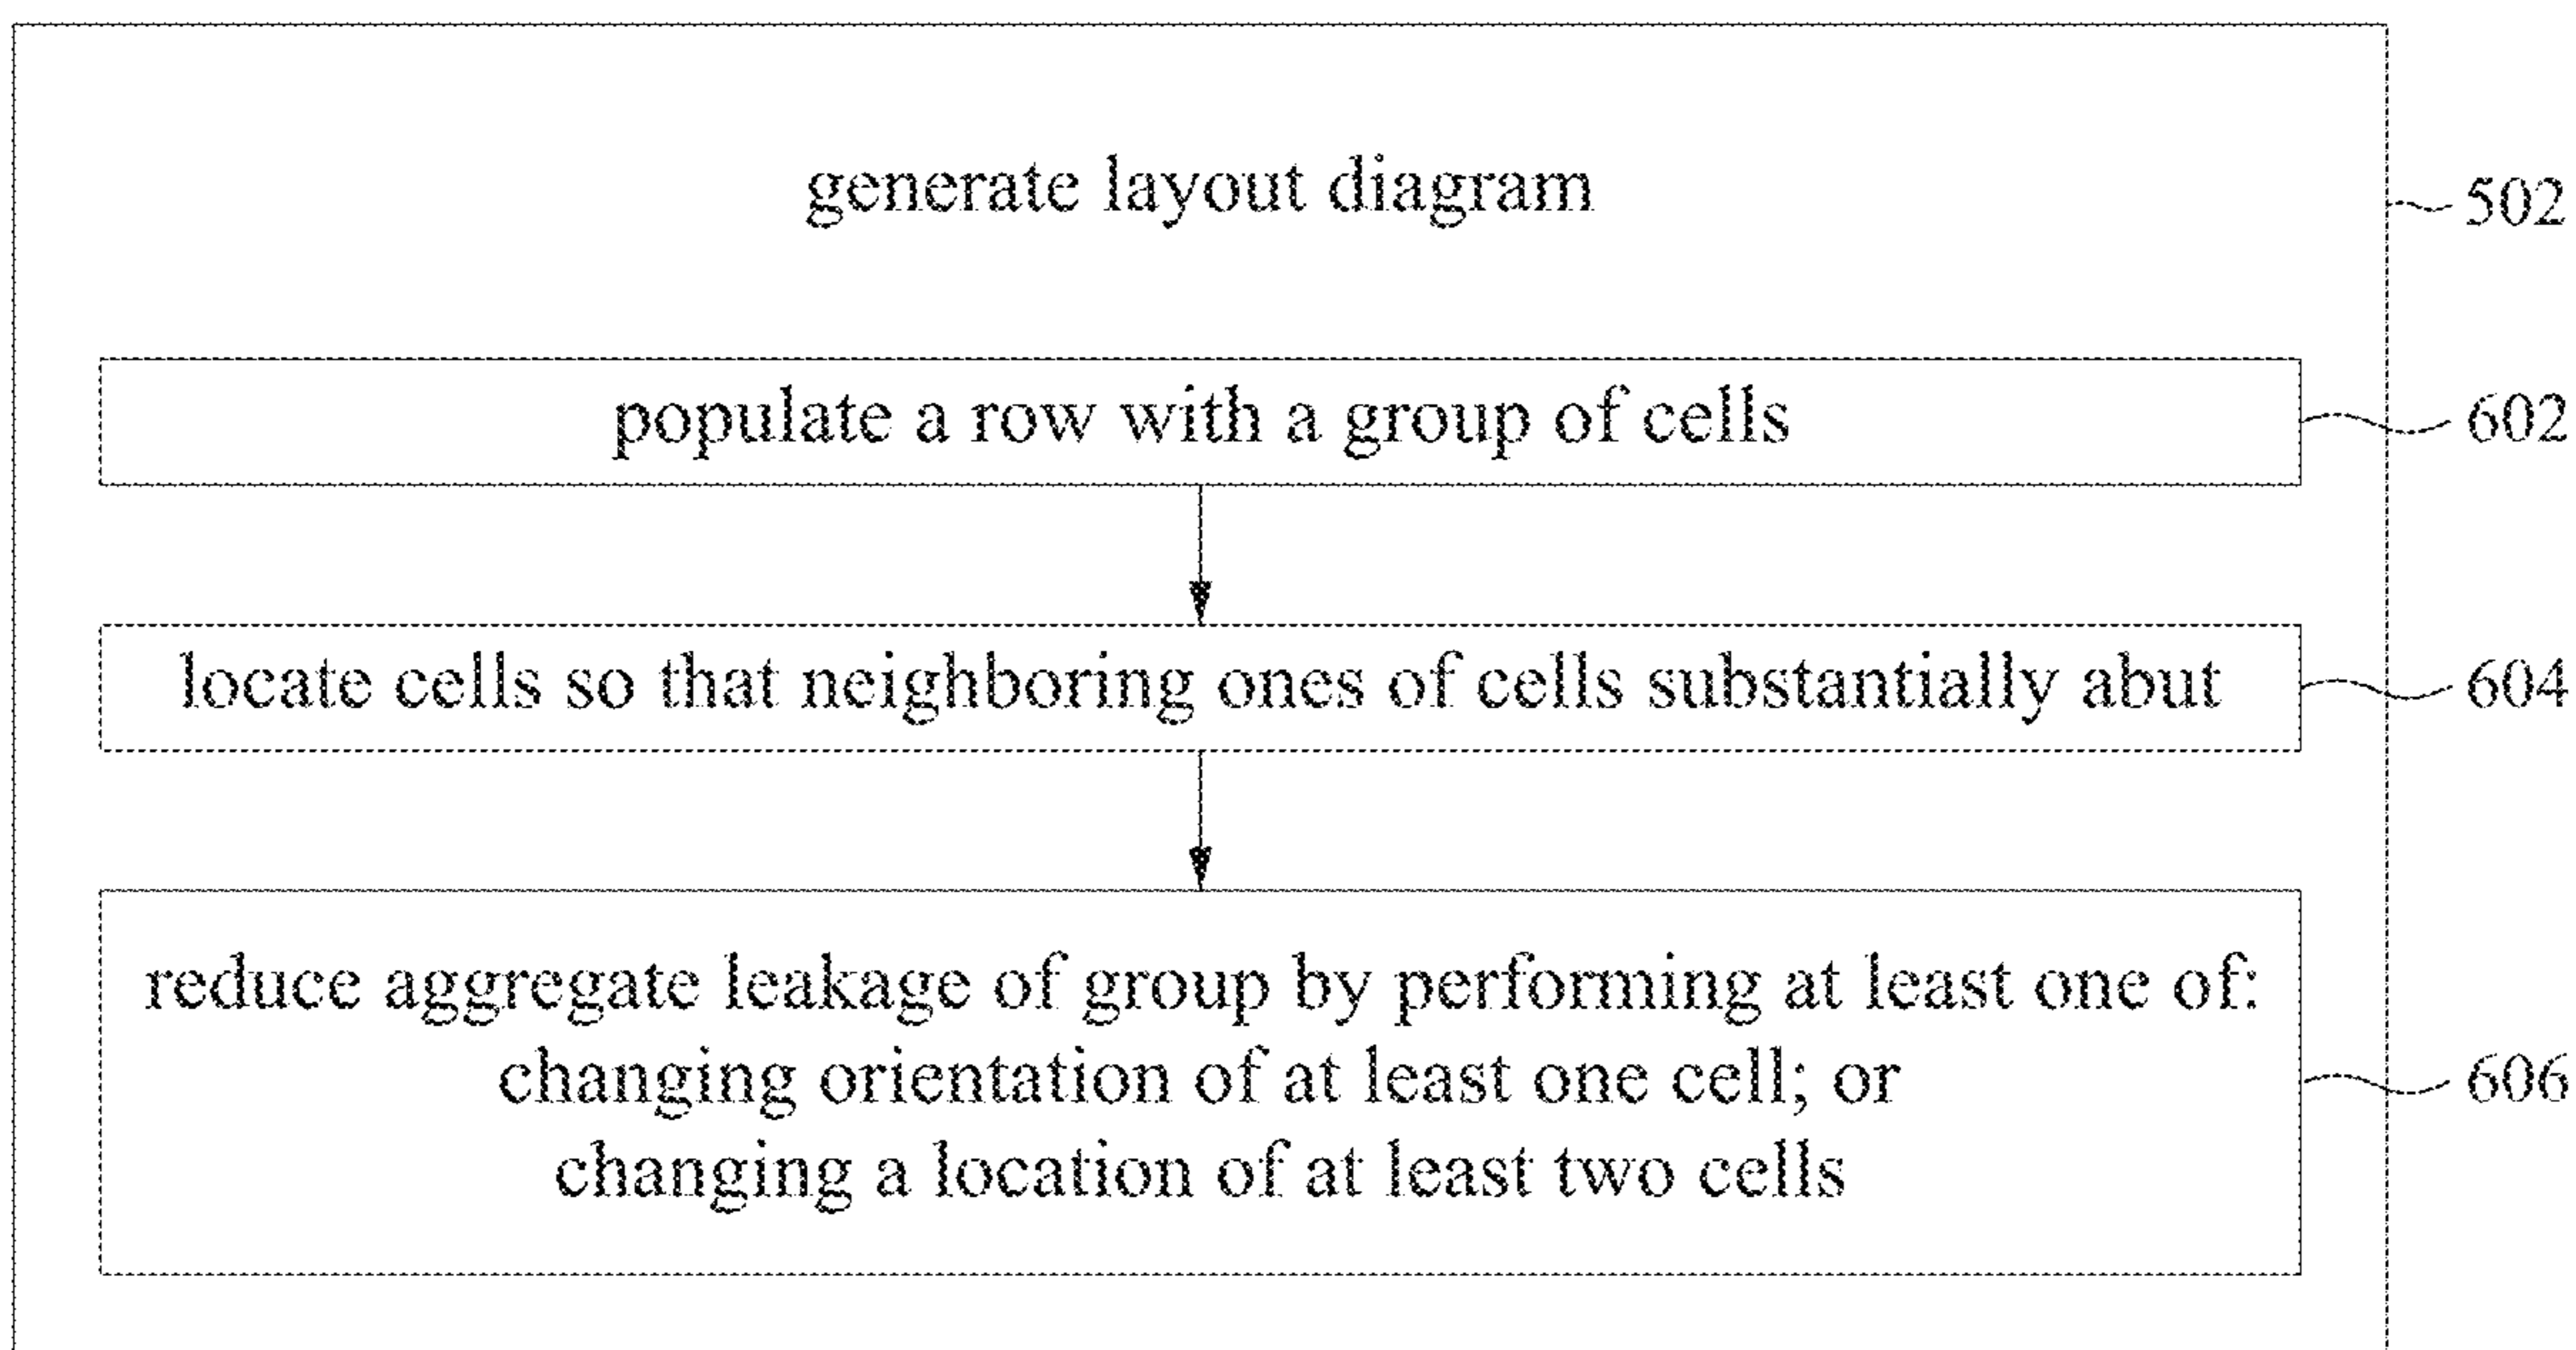 generate layout diagram
502
populate a row with a group of cells
602
locate cells so that neighboring ones of cells substantially abut
604
reduce aggregate leakage of group by performing at least one of:
changing orientation of at least one cell; or
606
changing a location of at least two cells